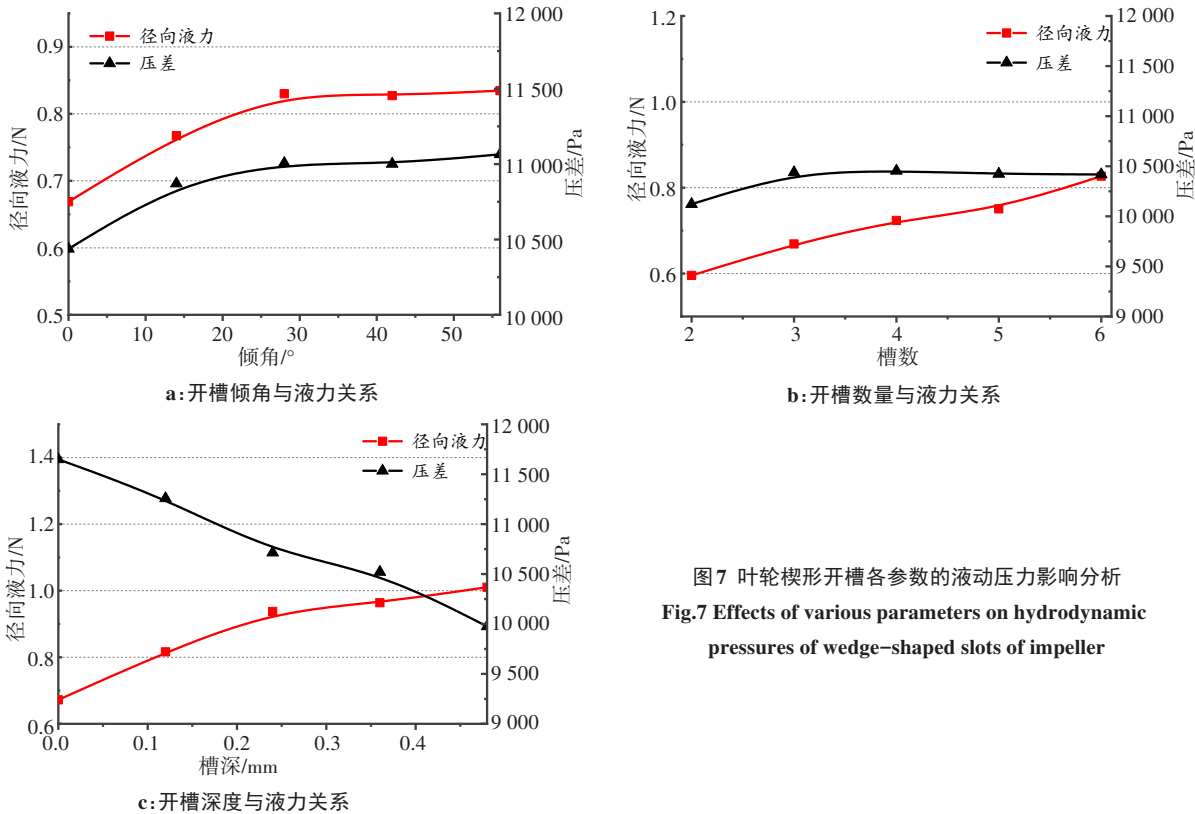 径向液力
压差
0.9
0.8
0.7
0.6
0.5
径向液力/N
12 000
11 500
11 000
10 500
10 000
压差/Pa
0 10 20 30 40 50
倾角/°
a:开槽倾角与液力关系
径向液力
压差
1.2
1.0
0.8
0.6
径向液力/N
12 000
11 500
11 000
10 500
10 000
9 500
9 000
压差/Pa
2 3 4 5 6
槽数
b:开槽数量与液力关系
径向液力
压差
1.4
1.2
1.0
0.8
0.6
径向液力/N
12 000
11 500
11 000
10 500
10 000
9 500
9 000
压差/Pa
0.0 0.1 0.2 0.3 0.4
槽深/mm
c:开槽深度与液力关系
图7 叶轮楔形开槽各参数的液动压力影响分析
Fig.7 Effects of various parameters on hydrodynamic
pressures of wedge-shaped slots of impeller